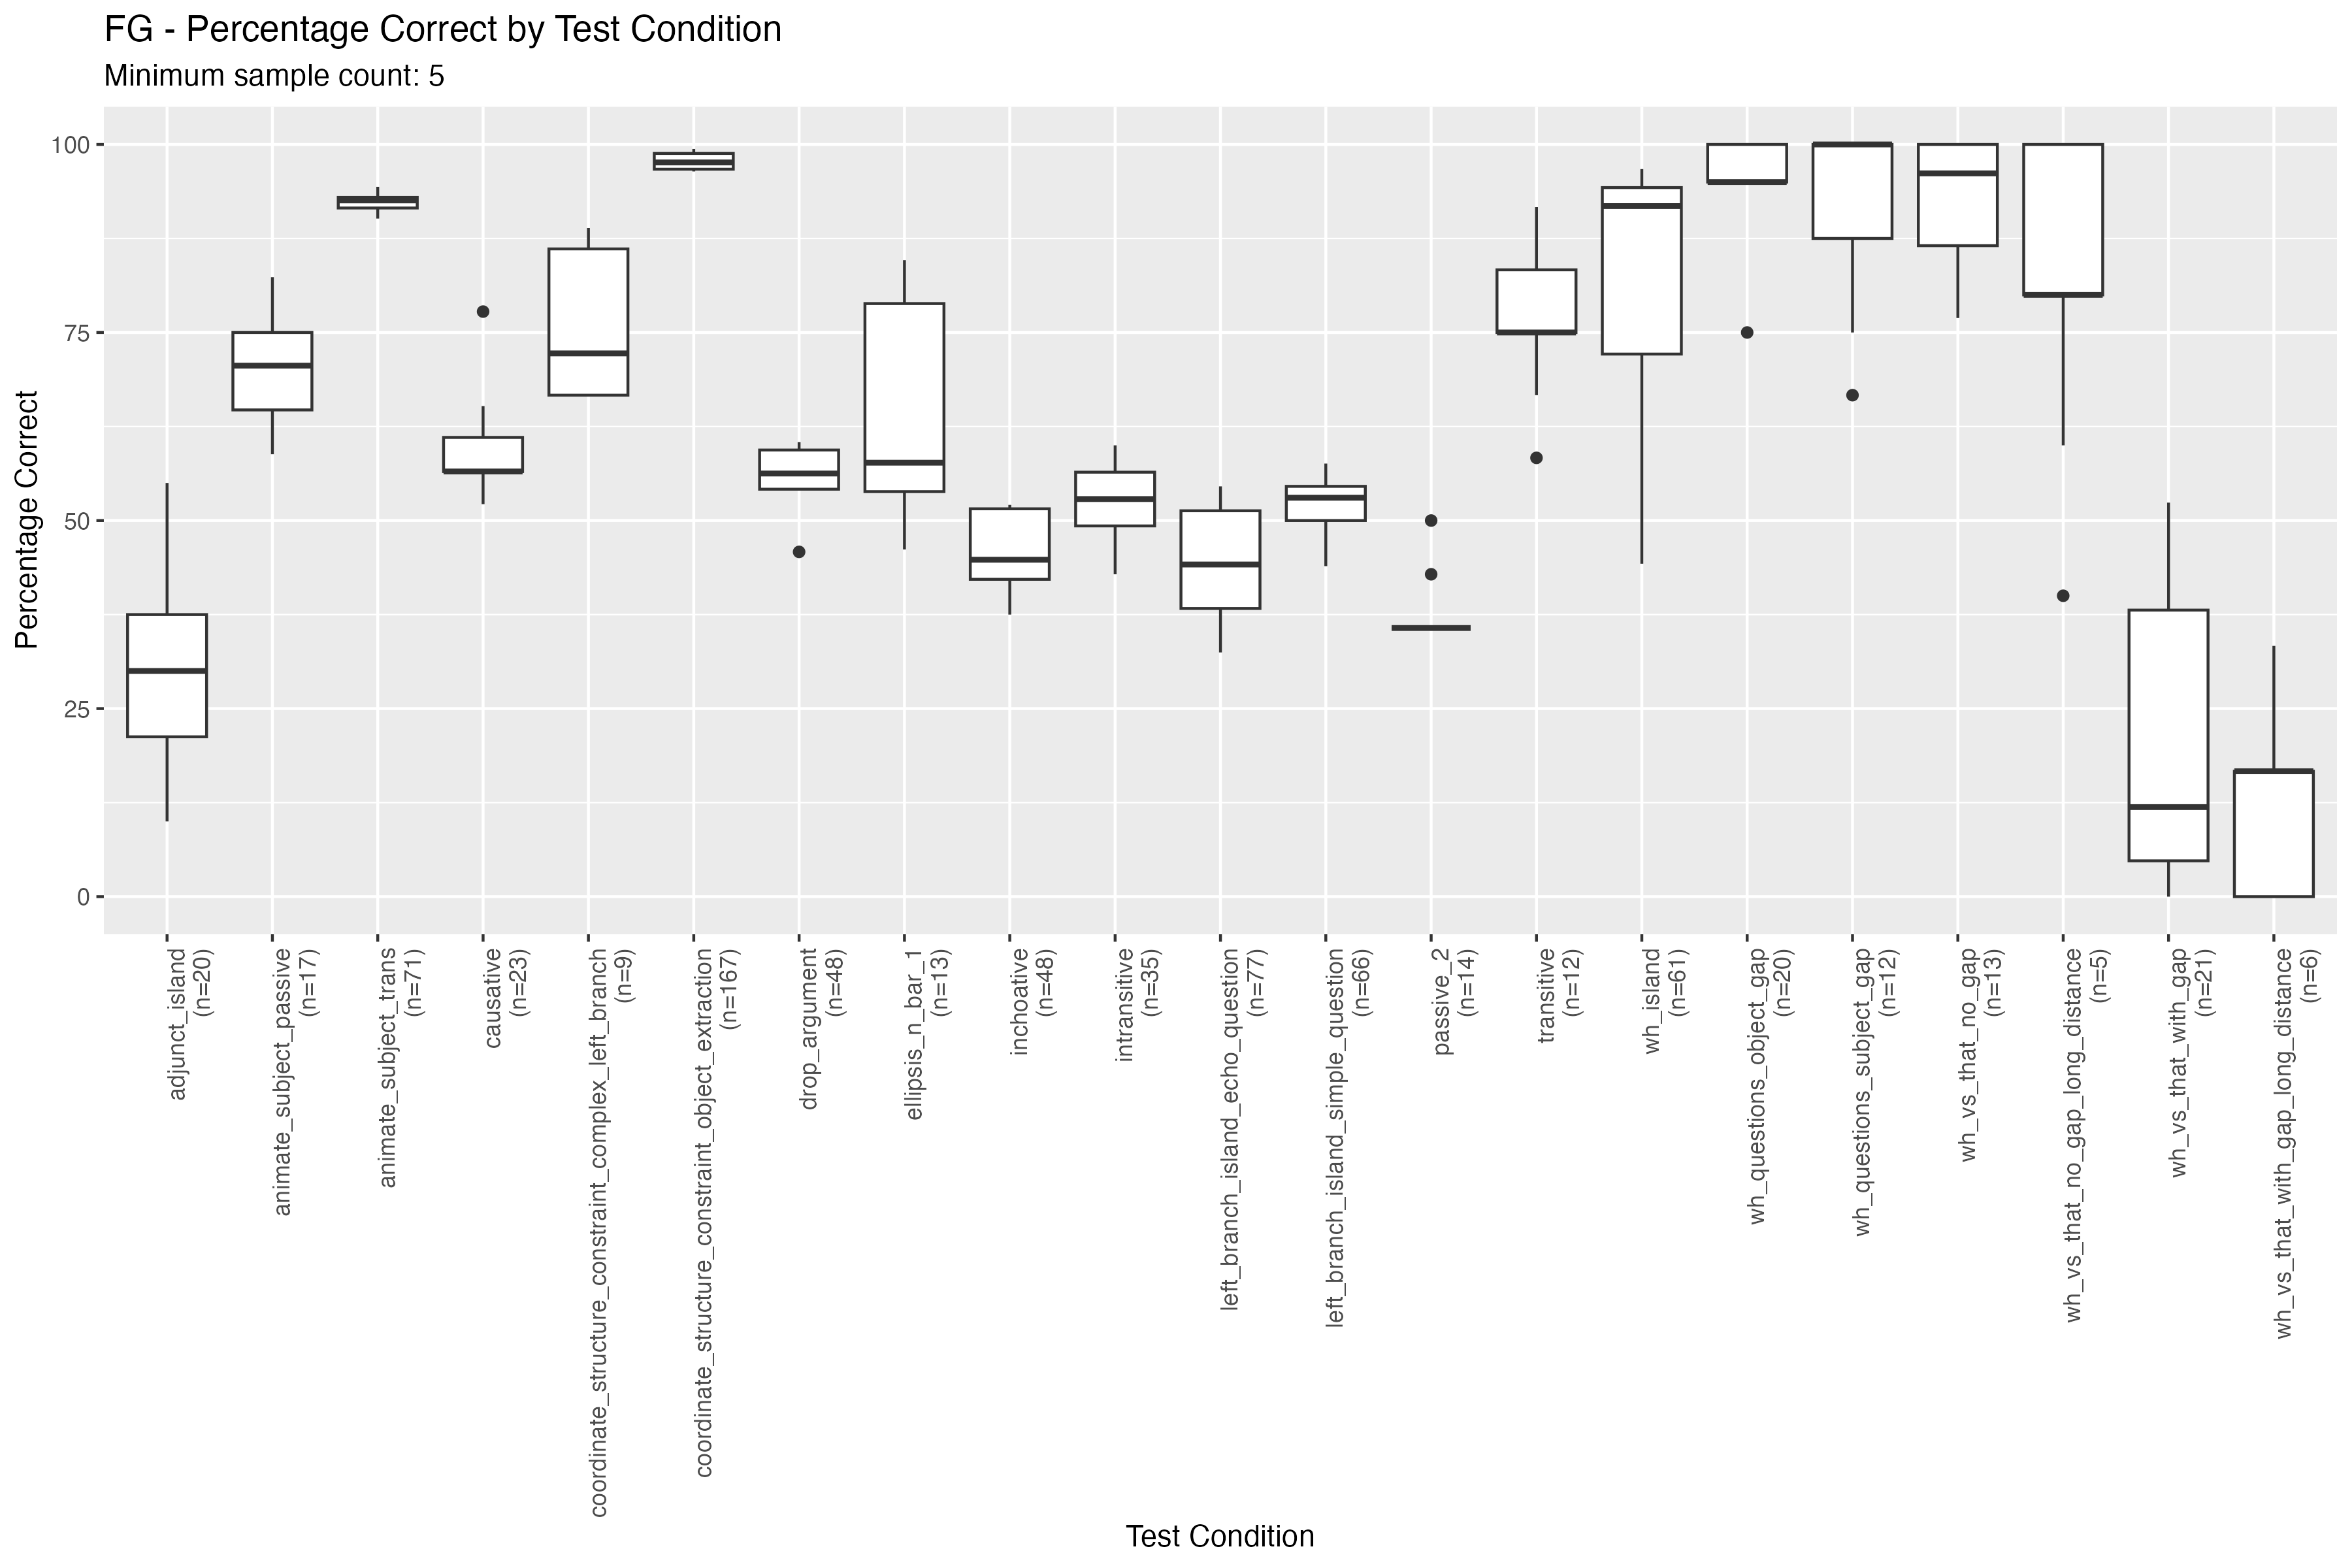 FG - Percentage Correct by Test Condition
Minimum sample count: 5
Percentage Correct
100
75
50
25
0
adjunct_island
(n=20)
animate_subject_passive
(n=17)
animate_subject_trans
(n=71)
causative
(n=23)
coordinate_structure_constraint_complex_left_branch
(n=9)
coordinate_structure_constraint_object_extraction
(n=167)
drop_argument
(n=48)
ellipsis_n_bar_1
(n=13)
inchoative
(n=48)
intransitive
(n=35)
left_branch_island_echo_question
(n=77)
left_branch_island_simple_question
(n=66)
passive_2
(n=14)
transitive
(n=12)
wh_island
(n=61)
wh_questions_object_gap
(n=20)
wh_questions_subject_gap
(n=12)
wh_vs_that_no_gap
(n=13)
wh_vs_that_no_gap_long_distance
(n=5)
wh_vs_that_with_gap
(n=21)
wh_vs_that_with_gap_long_distance
(n=6)
Test Condition